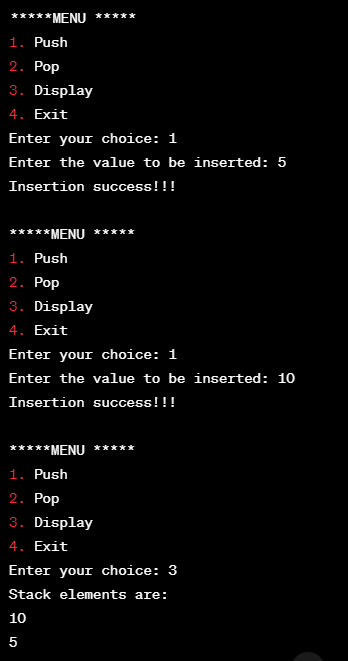 *****MENU *****
1. Push
2. Pop
3. Display
4. Exit
Enter your choice: 1
Enter the value to be inserted: 5
Insertion success!!!
*****MENU *****
1. Push
2. Pop
3. Display
4. Exit
Enter your choice: 1
Enter the value to be inserted: 10
Insertion success!!!
*****MENU *****
1. Push
2. Pop
3. Display
4. Exit
Enter your choice: 3
Stack elements are:
10
5